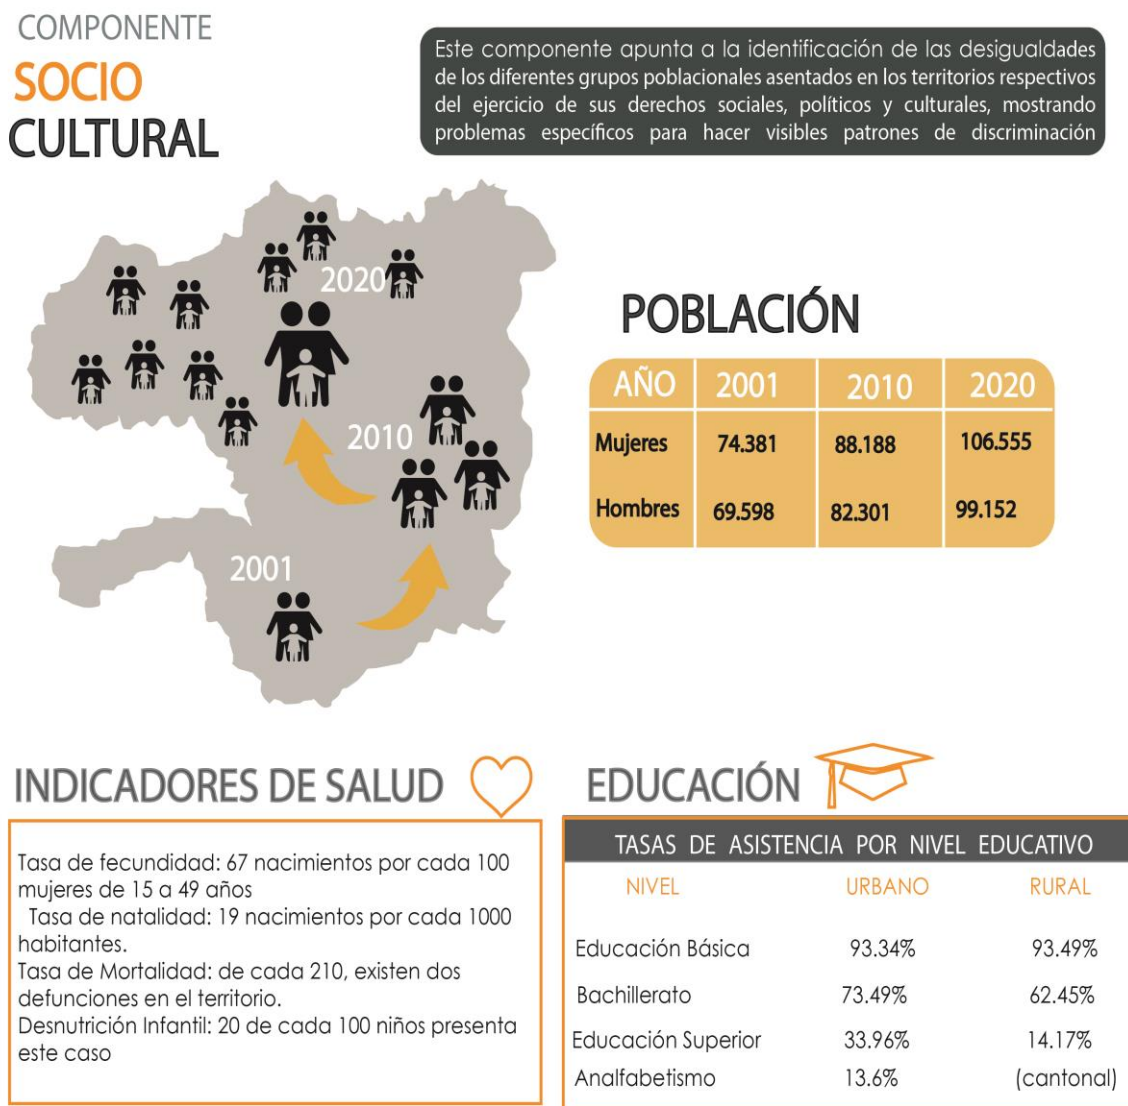 COMPONENTE
SOCIO
CULTURAL
Este componente apunta a la identificación de las desigualdades
de los diferentes grupos poblacionales asentados en los territorios respectivos
del ejercicio de sus derechos sociales, políticos y culturales, mostrando
problemas específicos para hacer visibles patrones de discriminación
2020
2010
2001
POBLACIÓN
AÑO 2001 2010 2020
Mujeres 74.381 88.188 106.555
Hombres 69.598 82.301 99.152
INDICADORES DE SALUD
Tasa de fecundidad: 67 nacimientos por cada 100
mujeres de 15 a 49 años
Tasa de natalidad: 19 nacimientos por cada 1000
habitantes.
Tasa de Mortalidad: de cada 210, existen dos
defunciones en el territorio.
Desnutrición Infantil: 20 de cada 100 niños presenta
este caso
EDUCACIÓN
TASAS DE ASISTENCIA POR NIVEL EDUCATIVO
NIVEL URBANO RURAL
Educación Básica 93.34% 93.49%
Bachillerato 73.49% 62.45%
Educación Superior 33.96% 14.17%
Analfabetismo 13.6% (cantonal)